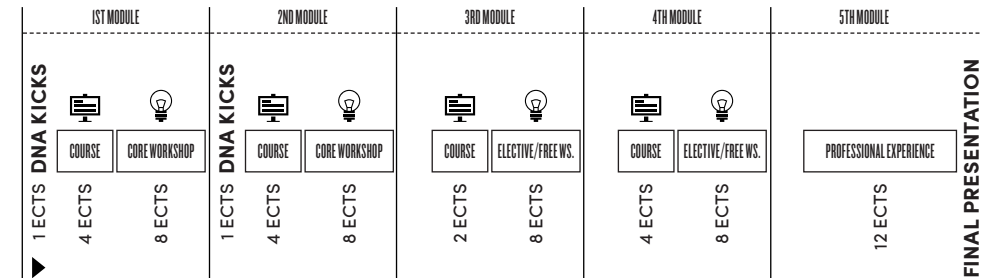 1ST MODULE
1 ECTS DNA KICKS
COURSE
4 ECTS
CORE WORKSHOP
8 ECTS
2ND MODULE
1 ECTS DNA KICKS
COURSE
4 ECTS
CORE WORKSHOP
8 ECTS
3RD MODULE
COURSE
2 ECTS
ELECTIVE/FREE WS.
8 ECTS
4TH MODULE
COURSE
4 ECTS
ELECTIVE/FREE WS.
8 ECTS
5TH MODULE
PROFESSIONAL EXPERIENCE
12 ECTS
FINAL PRESENTATION